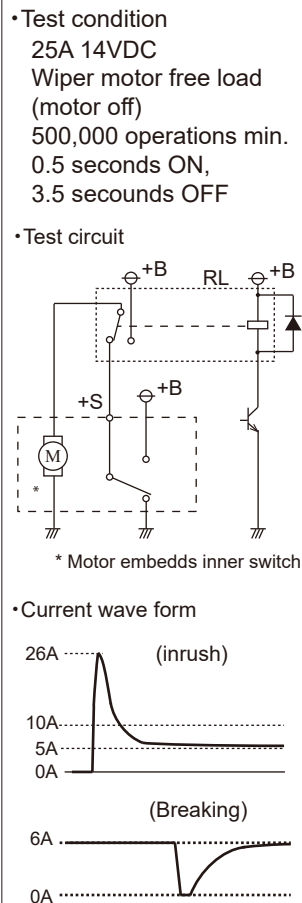 ・Test condition
25A 14VDC
Wiper motor free load
(motor off)
500,000 operations min.
0.5 seconds ON,
3.5 secounds OFF
・Test circuit
+B RL +B
+S +B
M
*
* Motor embedds inner switch
・Current wave form
26A (inrush)
10A
5A
0A
(Breaking)
6A
0A